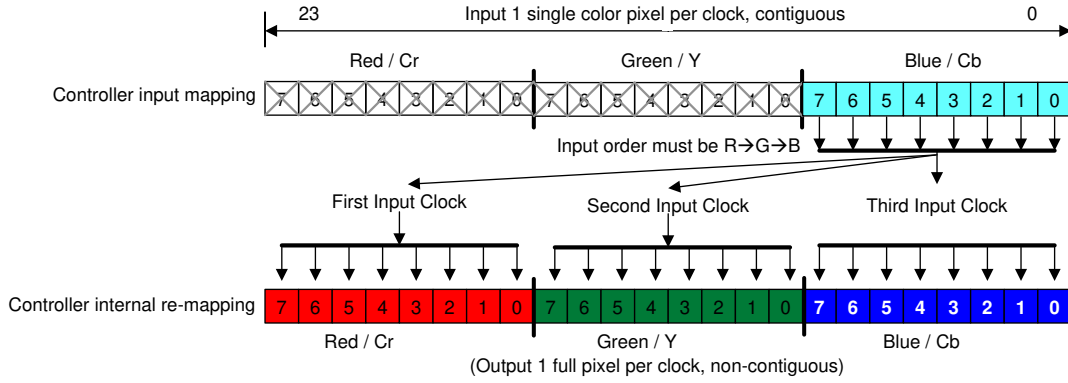 23 Input 1 single color pixel per clock, contiguous 0
Red / Cr Green / Y Blue / Cb
Controller input mapping 7 6 5 4 3 2 1 0 7 6 5 4 3 2 1 0 7 6 5 4 3 2 1 0
Input order must be R→G→B
First Input Clock Second Input Clock Third Input Clock
Controller internal re-mapping 7 6 5 4 3 2 1 0 7 6 5 4 3 2 1 0 7 6 5 4 3 2 1 0
Red / Cr Green / Y Blue / Cb
(Output 1 full pixel per clock, non-contiguous)